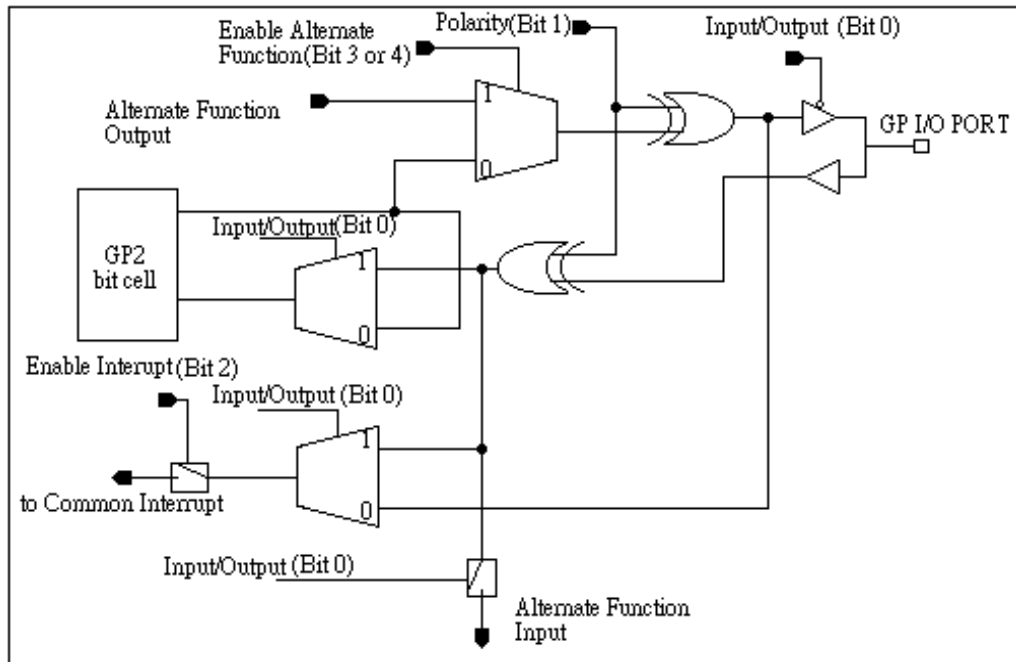 Enable Alternate
Function(Bit 3 or 4)
Polarity(Bit 1)
Input/Output (Bit 0)
Alternate Function
Output
1
0
GP I/O PORT
GP2
bit cell
Input/Output(Bit 0)
1
0
Enable Interupt(Bit 2)
Input/Output (Bit 0)
1
0
to Common Interrupt
Input/Output (Bit 0)
Alternate Function
Input